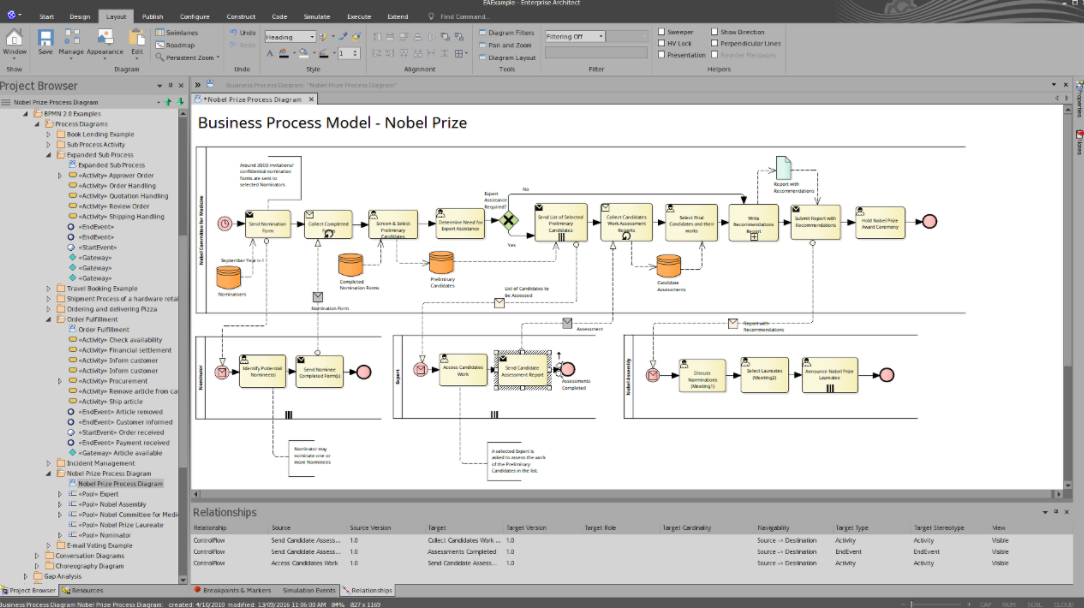 EAExample - Enterprise Architect
Start Design Layout Publish Configure Construct Code Simulate Execute Extend Find Command...
Window Save Manage Appearance Edit
Swimlanes
Roadmap
Persistent Zoom
Undo
Heading
Diagram Filters
Pan and Zoom
Diagram Layout
Filtering Off
Sweeper
HV Lock
Presentation
Show Direction
Perpendicular Lines
Show Diagram Undo Style Alignment Tools Filter Helpers
Project Browser
Nobel Prize Process Diagram
BPMN 2.0 Examples
Process Diagrams
Book Lending Example
Sub Process Activity
Expanded Sub Process
Expanded Sub Process
«Activity» Approver Order
«Activity» Order Handling
«Activity» Quotation Handling
«Activity» Review Order
«Activity» Shipping Handling
«EndEvent»
«EndEvent»
«StartEvent»
«Gateway»
«Gateway»
«Gateway»
Travel Booking Example
Shipment Process of a hardware retai
Ordering and delivering Pizza
Order Fulfillment
Order Fulfillment
«Activity» Check availability
«Activity» Financial settlement
«Activity» Inform customer
«Activity» Inform customer
«Activity» Procurement
«Activity» Remove article from cat
«Activity» Ship article
«EndEvent» Article removed
«EndEvent» Customer informed
«StartEvent» Order received
«EndEvent» Payment received
«Gateway» Article available
Incident Management
Nobel Prize Process Diagram
Nobel Prize Process Diagram
«Pool» Expert
«Pool» Nobel Assembly
«Pool» Nobel Committee for Medi
«Pool» Nobel Prize Laureate
«Pool» Nominator
E-mail Voting Example
Conversation Diagrams
Choreography Diagram
Gap Analysis
Project Browser Resources
Business Process Diagram: "Nobel Prize Process Diagram"
*Nobel Prize Process Diagram
Business Process Model - Nobel Prize
Nobel Committee for Medicine
Around 3000 invitations/
confidential nomination
forms are sent to
selected Nominators
Send Nomination
Form
Collect Completed
Forms
Screen & Select
Preliminary
Candidates
Determine Need for
Expert Assistance
Expert
Assistance
Required?
No
Yes
Send List of Selected
Preliminary
Candidates
Collect Candidates
Work Assessment
Reports
Select Final
Candidates and their
works
Write
Recommendations
Report
Report with
Recommendations
Submit Report with
Recommendations
Hold Nobel Prize
Award Ceremony
Nominators
Completed
Nomination Forms
Preliminary
Candidates
Candidate
Assessments
Nomination Form
List of Candidates to
be Assessed
Assessment
Report with
Recommendations
Nominator
Identify Potential
Nominee(s)
Send Nominee
Completed Form(s)
Nominator may
nominate one or
more Nominees
Expert
Access Candidates
Work
Send Candidate
Assessment Report
Assessments
Completed
A selected Expert is
asked to assess the work
of the Preliminary
Candidates in the list.
Nobel Assembly
Discuss
Nominations
(Meeting1)
Select Laureates
(Meeting2)
Announce Nobel Prize
Laureates
Properties
Notes
Relationships
Relationship Source Source Version Target Target Version Target Role Target Cardinality Navigability Target Type Target Stereotype View
ControlFlow Send Candidate Assess... 1.0 Collect Candidates Work ... 1.0 Source -> Destination Activity Activity Visible
ControlFlow Send Candidate Assess... 1.0 Assessments Completed 1.0 Source -> Destination EndEvent EndEvent Visible
ControlFlow Access Candidates Work 1.0 Send Candidate Assess... 1.0 Source -> Destination Activity Activity Visible
Breakpoints & Markers Simulation Events Relationships
Business Process Diagram:Nobel Prize Process Diagram: created: 4/10/2010 modified: 13/09/2016 11:06:00 AM 84% 827 x 1169
CAP NUM SCRL CLOUD